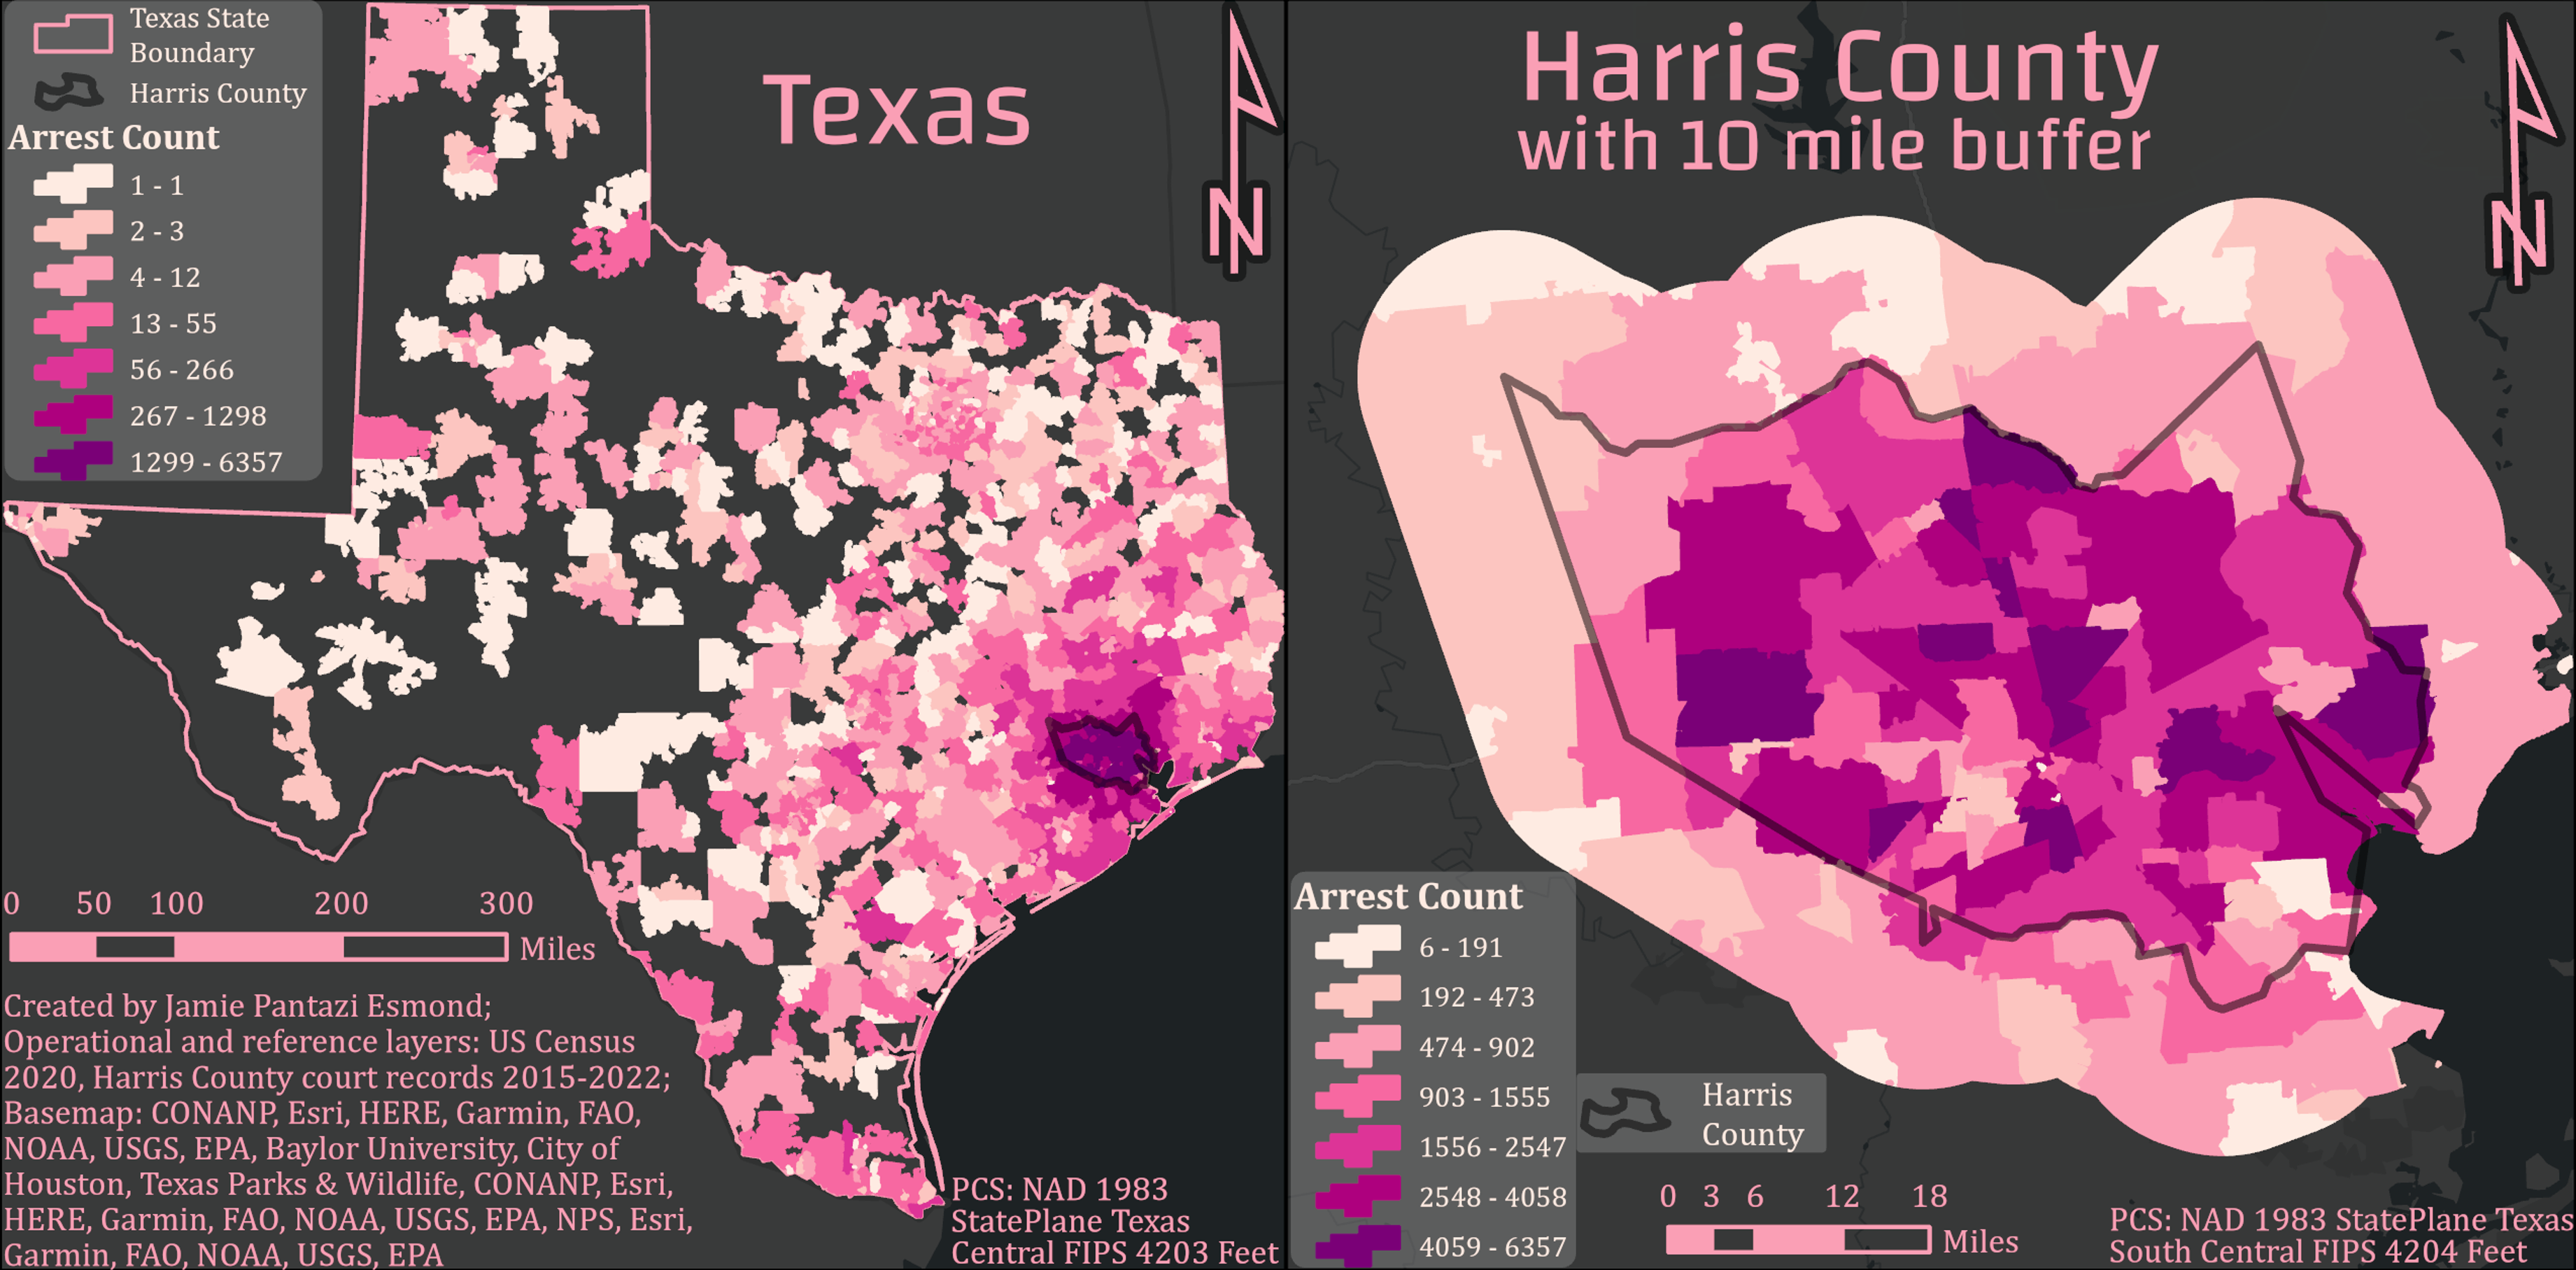 Texas State
Boundary
Harris County
Arrest Count
1 - 1
2 - 3
4 - 12
13 - 55
56 - 266
267 - 1298
1299 - 6357
Texas
N
0 50 100 200 300
Miles
Created by Jamie Pantazi Esmond;
Operational and reference layers: US Census
2020, Harris County court records 2015-2022;
Basemap: CONANP, Esri, HERE, Garmin, FAO,
NOAA, USGS, EPA, Baylor University, City of
Houston, Texas Parks & Wildlife, CONANP, Esri,
HERE, Garmin, FAO, NOAA, USGS, EPA, NPS, Esri,
Garmin, FAO, NOAA, USGS, EPA
PCS: NAD 1983
StatePlane Texas
Central FIPS 4203 Feet
Harris County
with 10 mile buffer
N
Arrest Count
6 - 191
192 - 473
474 - 902
903 - 1555
1556 - 2547
2548 - 4058
4059 - 6357
Harris
County
0 3 6 12 18
Miles
PCS: NAD 1983 StatePlane Texas
South Central FIPS 4204 Feet